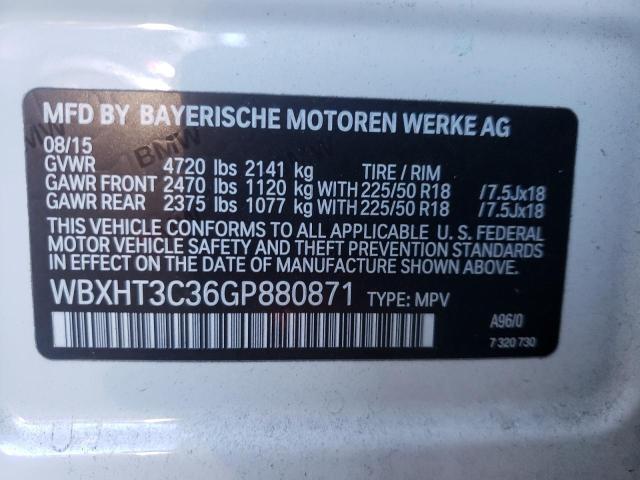 MFD BY BAYERISCHE MOTOREN WERKE AG
08/15
GVWR 4720 lbs 2141 kg TIRE / RIM
GAWR FRONT 2470 lbs 1120 kg WITH 225/50 R18 /7.5Jx18
GAWR REAR 2375 lbs 1077 kg WITH 225/50 R18 /7.5Jx18
THIS VEHICLE CONFORMS TO ALL APPLICABLE U. S. FEDERAL
MOTOR VEHICLE SAFETY AND THEFT PREVENTION STANDARDS
IN EFFECT ON THE DATE OF MANUFACTURE SHOWN ABOVE.
WBXHT3C36GP880871 TYPE: MPV
A96/0
7 320 730